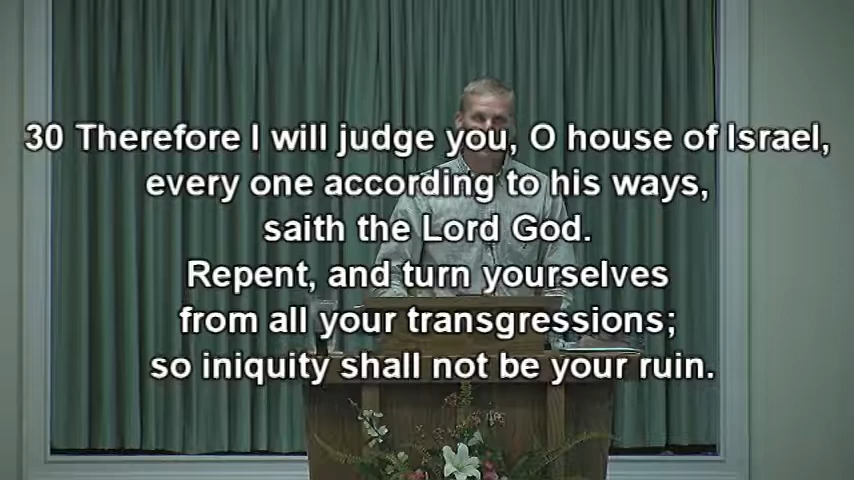 30 Therefore I will judge you, O house of Israel,
every one according to his ways,
saith the Lord God.
Repent, and turn yourselves
from all your transgressions;
so iniquity shall not be your ruin.